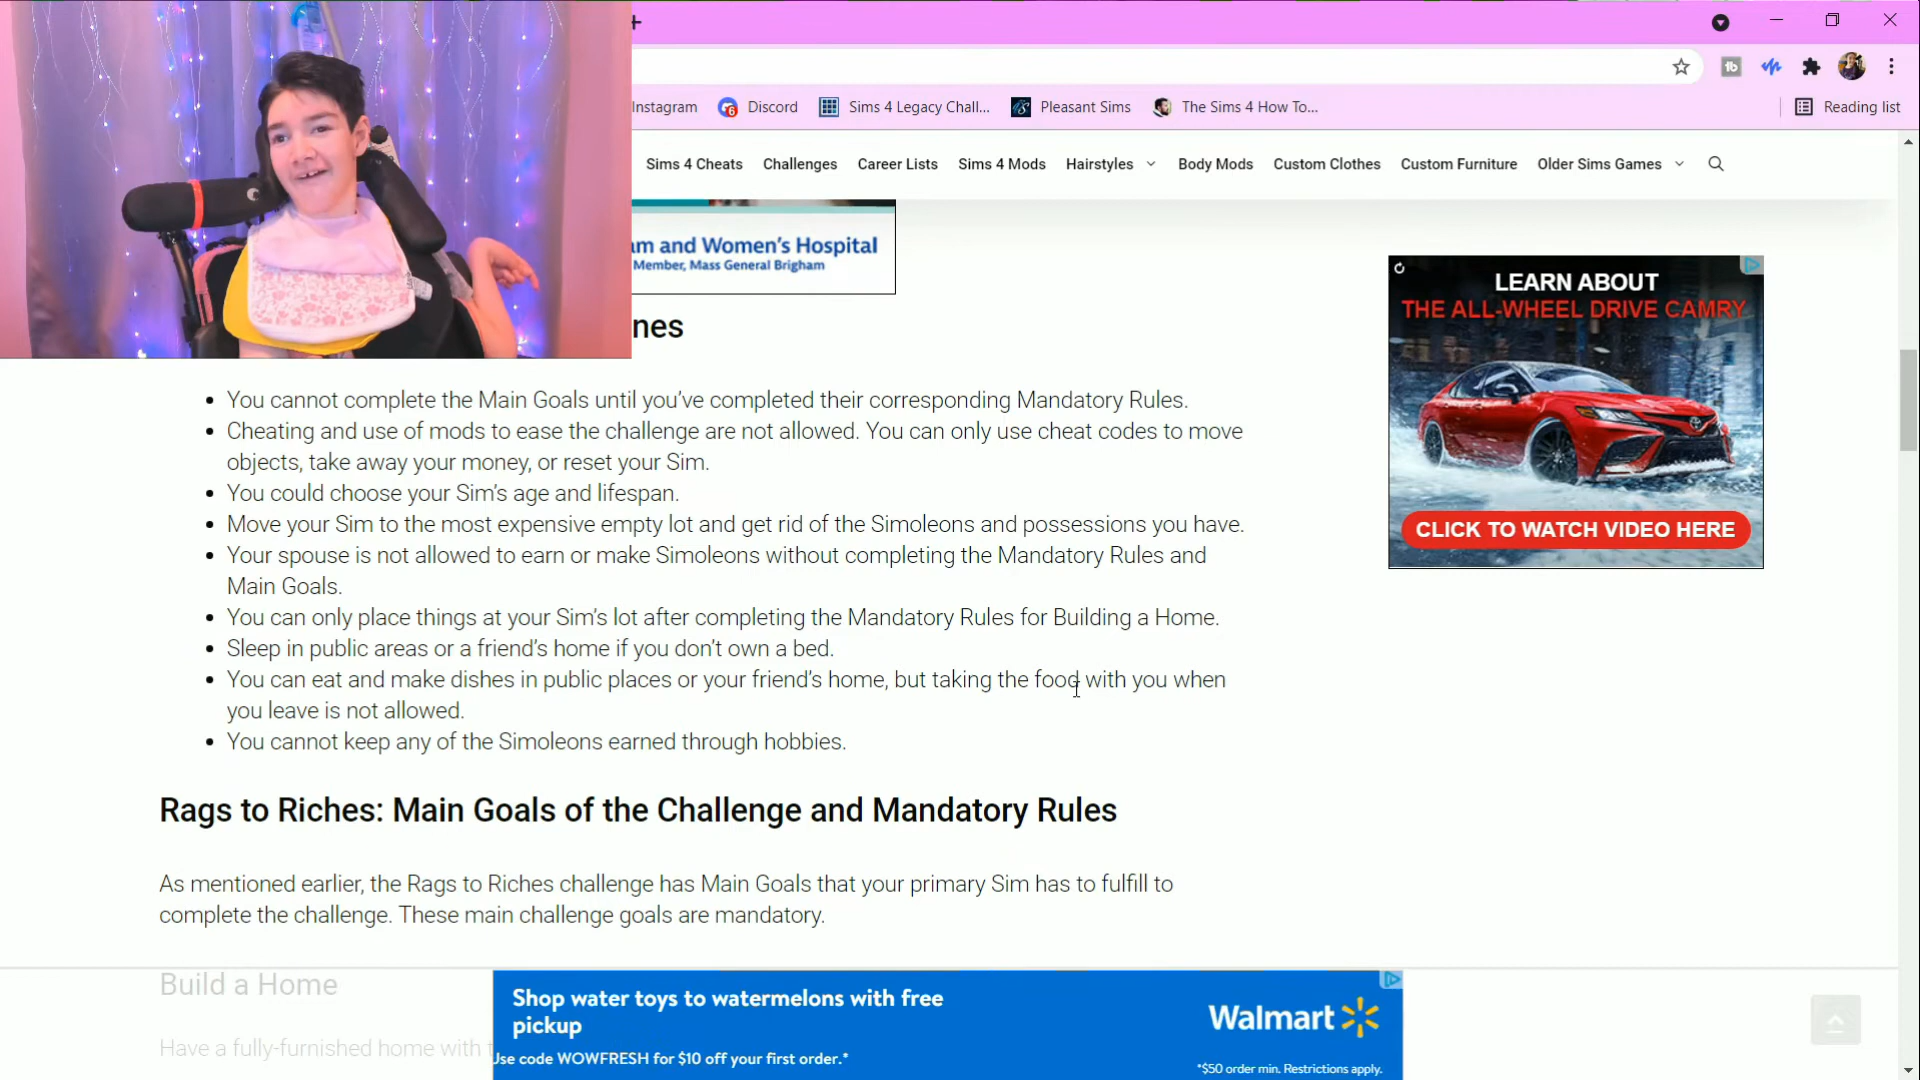 Instagram
Discord
Sims 4 Legacy Chall...
Pleasant Sims
The Sims 4 How To...
Reading list
Sims 4 Cheats
Challenges
Career Lists
Sims 4 Mods
Hairstyles
Body Mods
Custom Clothes
Custom Furniture
Older Sims Games
am and Women's Hospital
Member, Mass General Brigham
LEARN ABOUT
THE ALL-WHEEL DRIVE CAMRY
CLICK TO WATCH VIDEO HERE
nes
You cannot complete the Main Goals until you've completed their corresponding Mandatory Rules.
Cheating and use of mods to ease the challenge are not allowed. You can only use cheat codes to move
objects, take away your money, or reset your Sim.
You could choose your Sim's age and lifespan.
Move your Sim to the most expensive empty lot and get rid of the Simoleons and possessions you have.
Your spouse is not allowed to earn or make Simoleons without completing the Mandatory Rules and
Main Goals.
You can only place things at your Sim's lot after completing the Mandatory Rules for Building a Home.
Sleep in public areas or a friend's home if you don't own a bed.
You can eat and make dishes in public places or your friend's home, but taking the food with you when
you leave is not allowed.
You cannot keep any of the Simoleons earned through hobbies.
Rags to Riches: Main Goals of the Challenge and Mandatory Rules
As mentioned earlier, the Rags to Riches challenge has Main Goals that your primary Sim has to fulfill to
complete the challenge. These main challenge goals are mandatory.
Build a Home
Have a fully-furnished home with
Shop water toys to watermelons with free
pickup
Use code WOWFRESH for $10 off your first order.*
Walmart
*$50 order min. Restrictions apply.